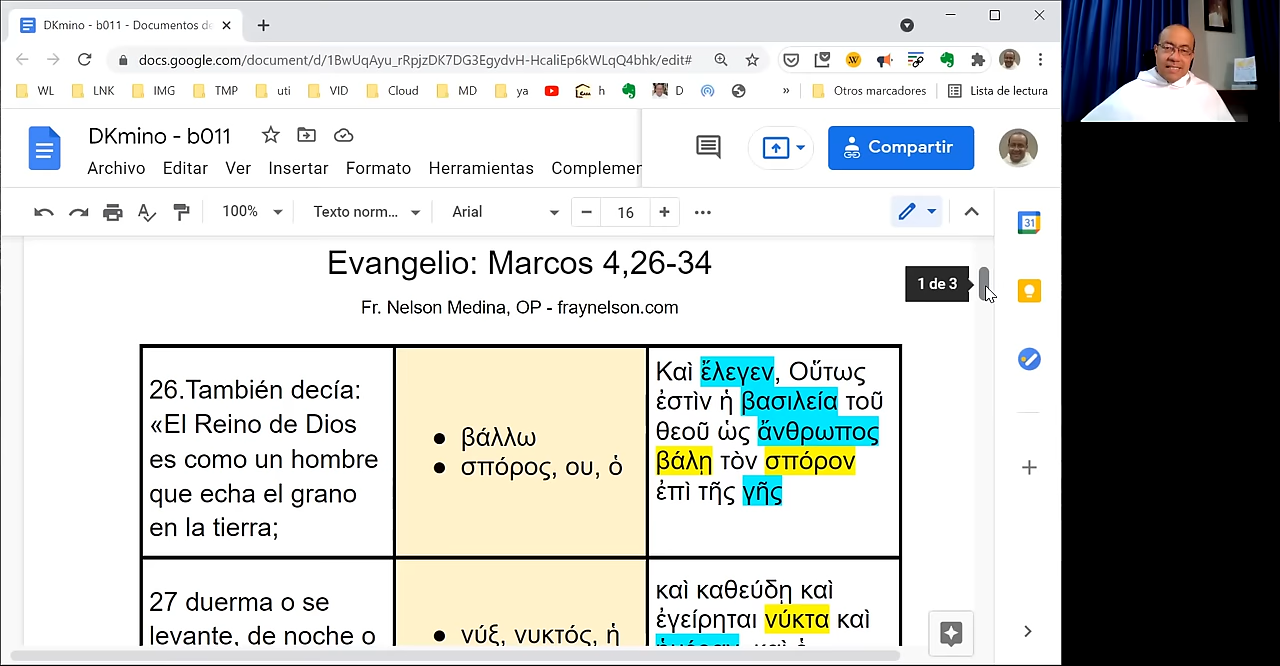 DKmino - b011 - Documentos d
docs.google.com/document/d/1BwUqAyu_rRpjzDK7DG3EgydvH-HcaliEp6kWLqQ4bhk/edit#
WL LNK IMG TMP uti VID Cloud MD ya h D » Otros marcadores Lista de lectura
DKmino - b011
Compartir
Archivo Editar Ver Insertar Formato Herramientas Complemen
100% Texto norm... Arial 16
31
Evangelio: Marcos 4,26-34
1 de 3
Fr. Nelson Medina, OP - fraynelson.com
26.También decía:
«El Reino de Dios
es como un hombre
que echa el grano
en la tierra;
● βάλλω
● σπόρος, ου, ὁ
Καὶ ἔλεγεν, Οὕτως
ἐστὶν ἡ βασιλεία τοῦ
θεοῦ ὡς ἄνθρωπος
βάλῃ τὸν σπόρον
ἐπὶ τῆς γῆς
27 duerma o se
levante, de noche o
● νύξ, νυκτός, ἡ
καὶ καθεύδῃ καὶ
ἐγείρηται νύκτα καὶ